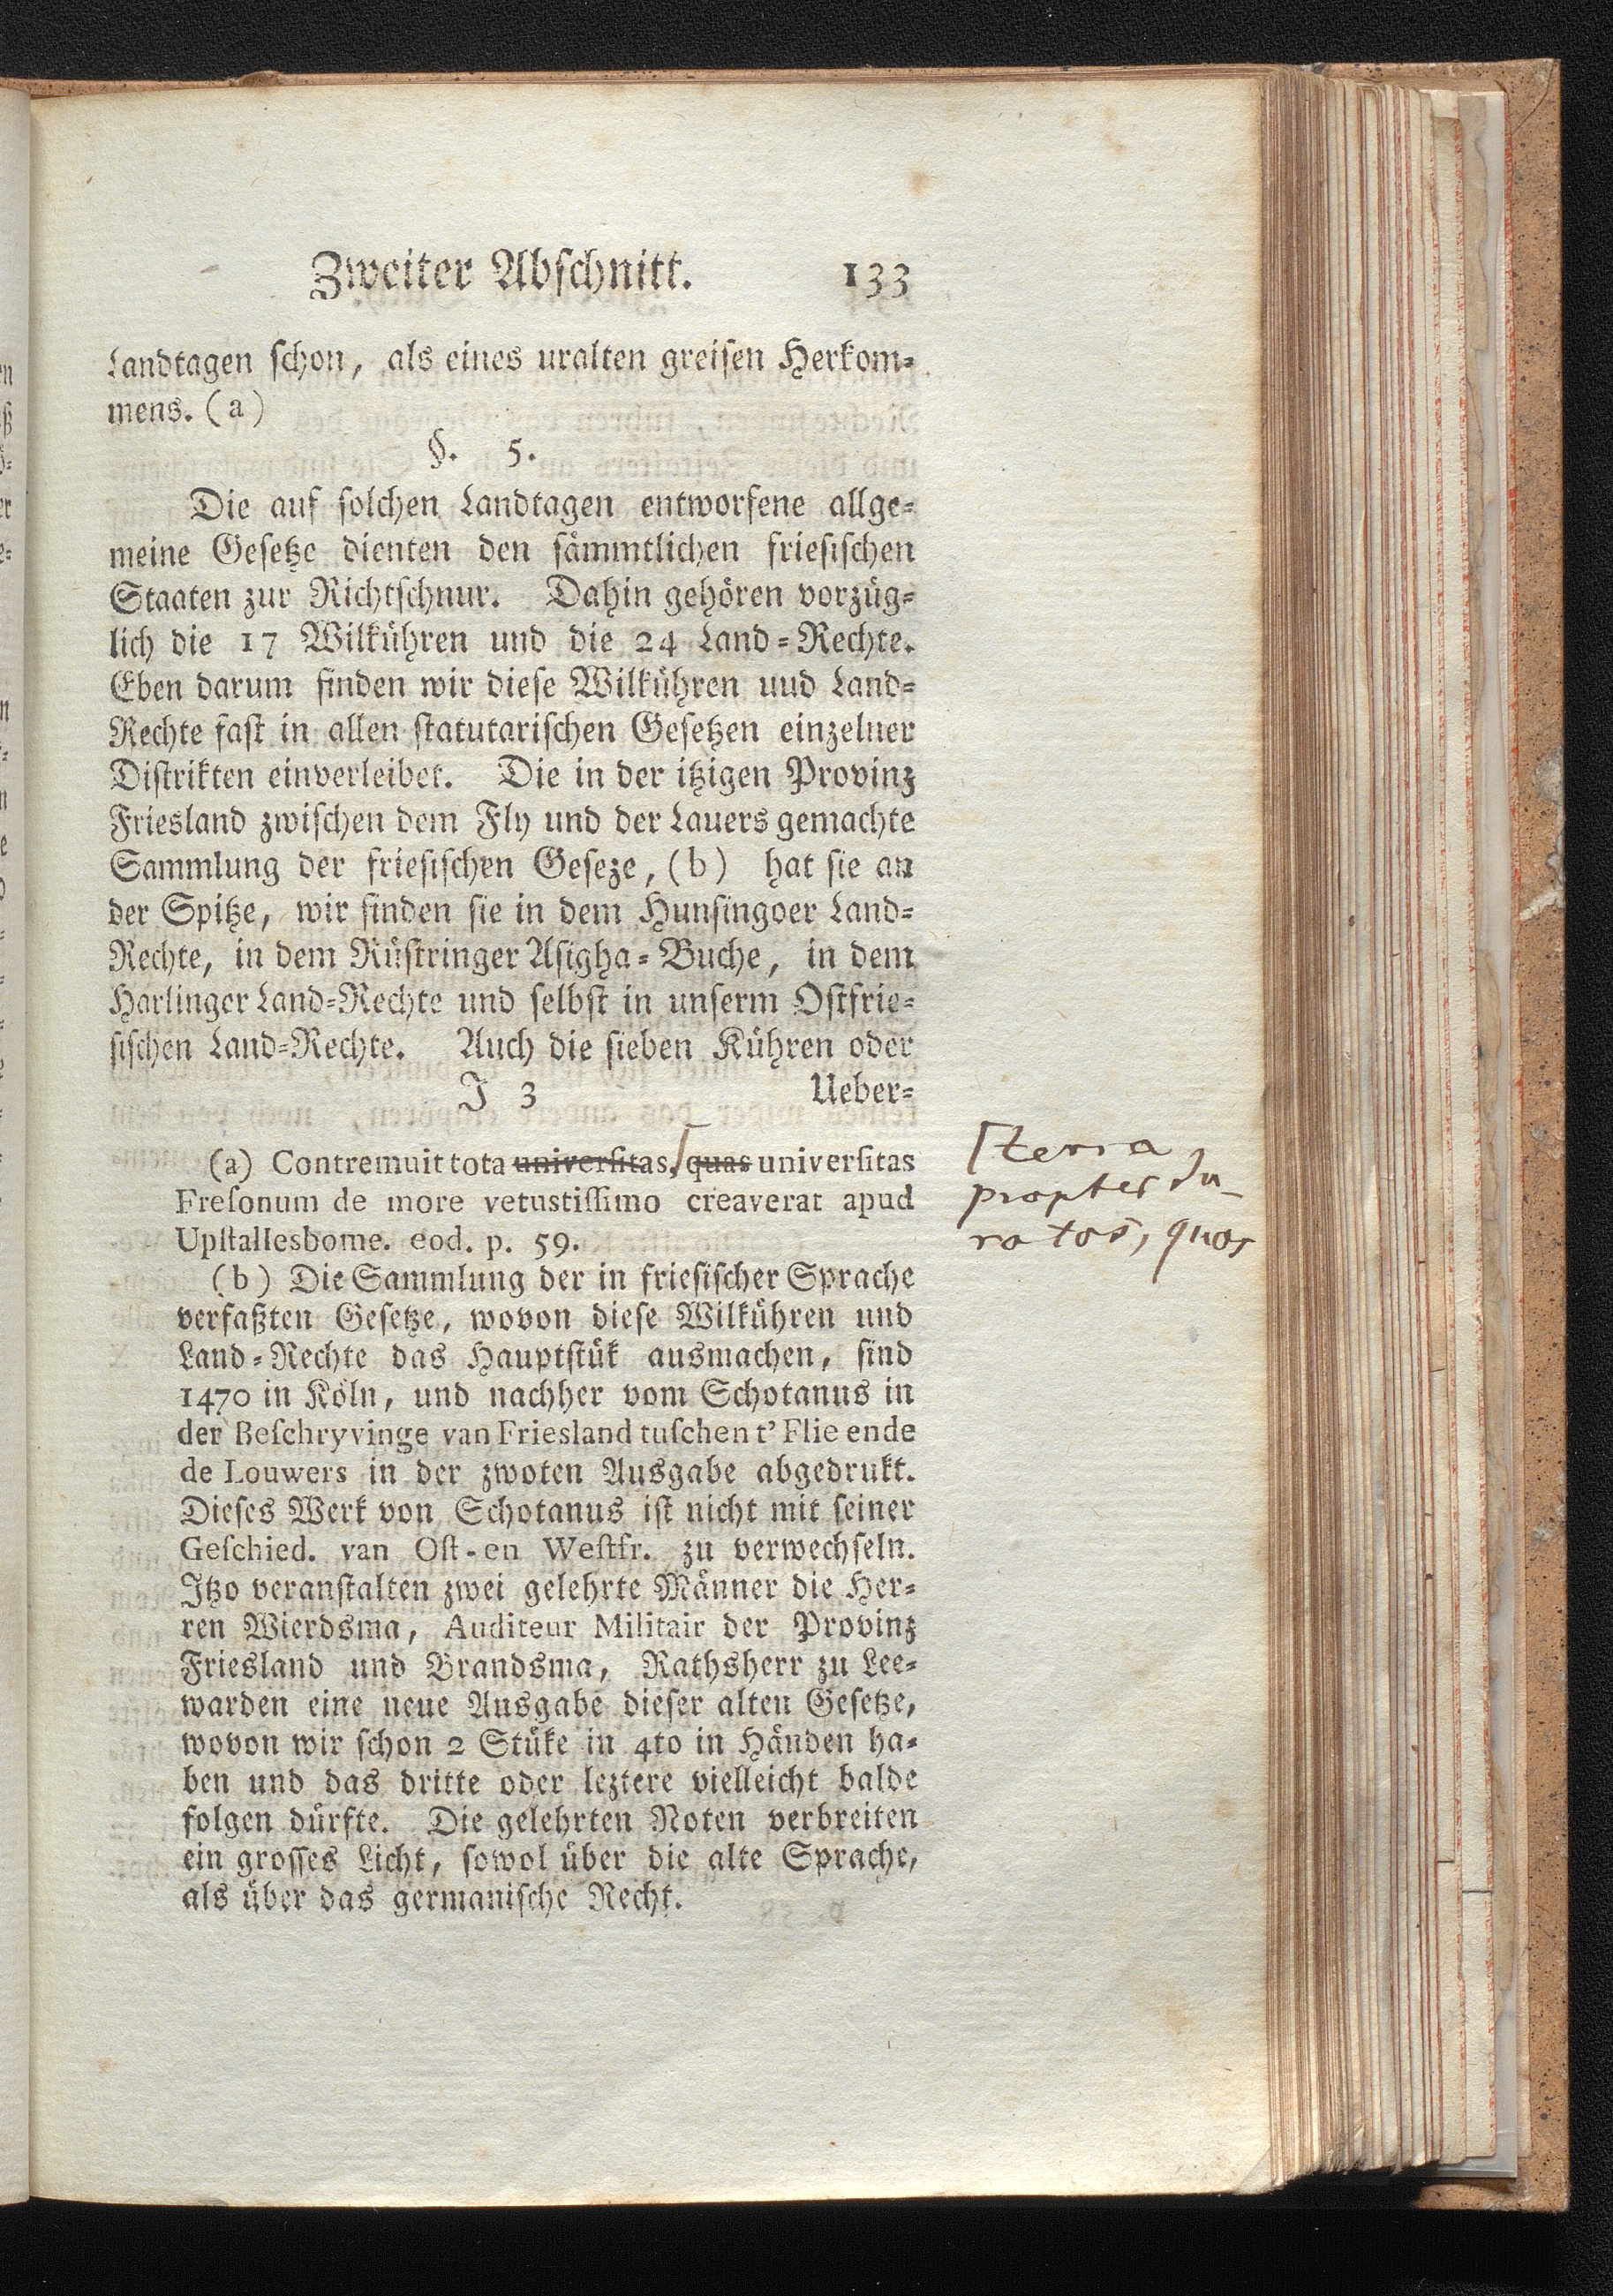 Zweiter Abschnitt. 133
Landtagen schon, als eines uralten greisen Herkom-
mens. (a)
§. 5.
Die auf solchen Landtagen entworfene allge-
meine Gesetze dienten den sämmtlichen friesischen
Staaten zur Richtschnur. Dahin gehören vorzüg-
lich die 17 Wilkühren und die 24 Land-Rechte.
Eben darum finden wir diese Wilkühren uud Land-
Rechte fast in allen statutarischen Gesetzen einzelner
Distrikten einverleibet. Die in der itzigen Provinz
Friesland zwischen dem Fly und der Lauers gemachte
Sammlung der friesischen Geseze, (b) hat sie an
der Spitze, wir finden sie in dem Hunsingoer Land-
Rechte, in dem Rüstringer Asigha-Buche, in dem
Harlinger Land-Rechte und selbst in unserm Ostfrie-
sischen Land-Rechte. Auch die sieben Kühren oder
J 3 Ueber-
(a) Contremuit tota universitas, quas universitas
Fresonum de more vetustissimo creaverat apud
Upstallesbome. eod. p. 59.
(b) Die Sammlung der in friesischer Sprache
verfaßten Gesetze, wovon diese Wilkühren und
Land-Rechte das Hauptstük ausmachen, sind
1470 in Köln, und nachher vom Schotanus in
der Beschryvinge van Friesland tuschen t' Flie ende
de Louwers in der zwoten Ausgabe abgedrukt.
Dieses Werk von Schotanus ist nicht mit seiner
Geschied. van Ost-en Westfr. zu verwechseln.
Itzo veranstalten zwei gelehrte Männer die Her-
ren Wierdsma, Auditeur Militair der Provinz
Friesland und Brandsma, Rathsherr zu Lee-
warden eine neue Ausgabe dieser alten Gesetze,
wovon wir schon 2 Stüke in 4to in Händen ha-
ben und das dritte oder leztere vielleicht balde
folgen dürfte. Die gelehrten Noten verbreiten
ein grosses Licht, sowol über die alte Sprache,
als über das germanische Recht.
⌈terra
propter Ju-
ratos, quos